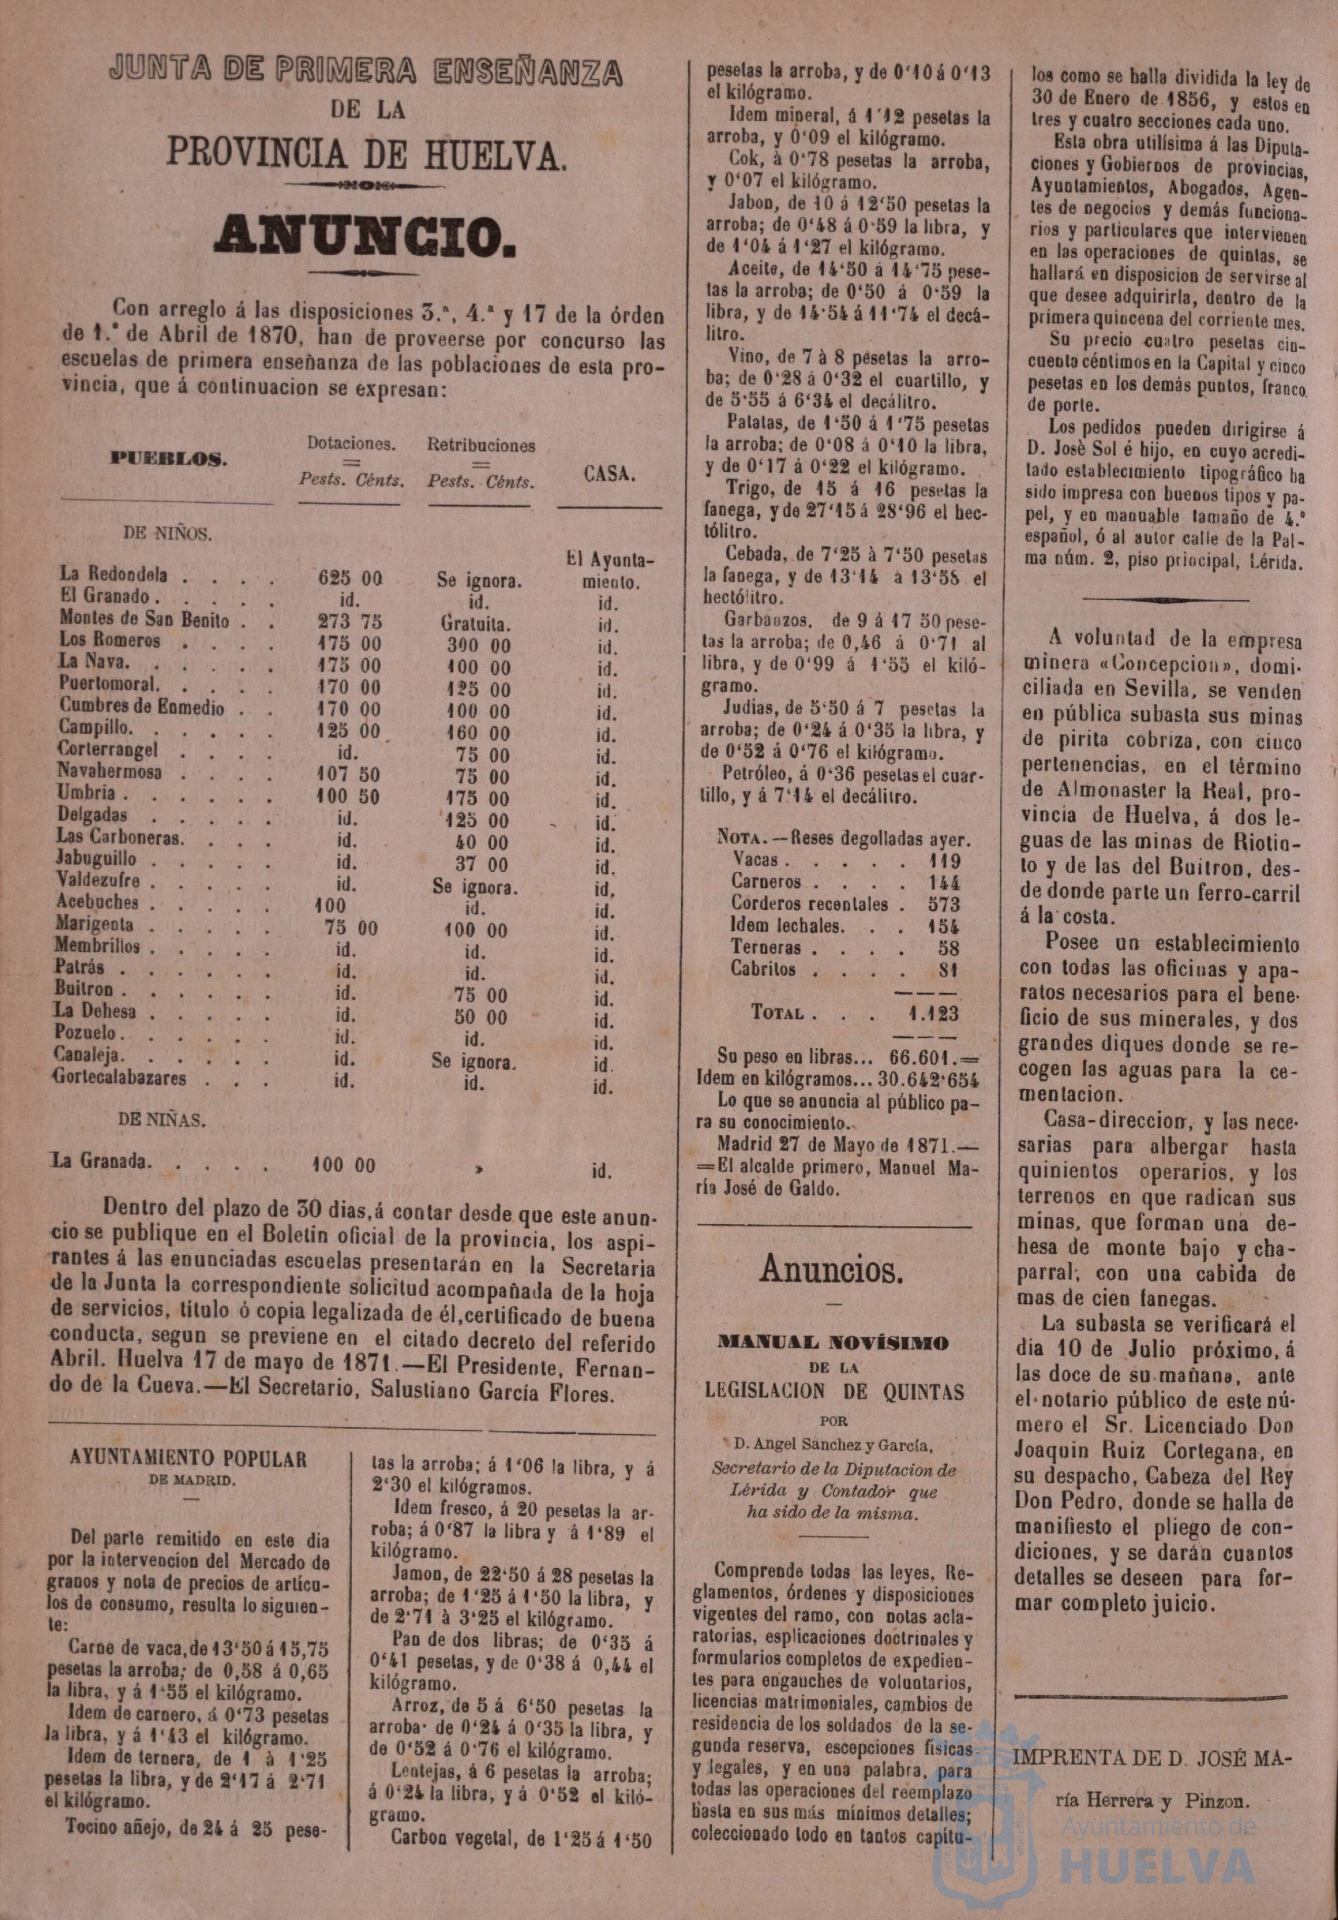 JUNTA DE PRIMERA ENSEÑANZA
DE LA
PROVINCIA DE HUELVA.
ANUNCIO.
Con arreglo á las disposiciones 3.ª, 4.ª y 17 de la órden
de 1.º de Abril de 1870, han de proveerse por concurso las
escuelas de primera enseñanza de las poblaciones de esta pro-
vincia, que á continuacion se expresan:
PUEBLOS. Dotaciones. Retribuciones CASA.
Pests. Cénts. Pests. Cénts.
DE NIÑOS.
La Redondela . . . . 625 00 Se ignora. El Ayunta-
miento.
El Granado . . . . . id. id. id.
Montes de San Benito . . 273 75 Gratuita. id.
Los Romeros . . . . 175 00 300 00 id.
La Nava. . . . . . 175 00 100 00 id.
Puertomoral. . . . . 170 00 125 00 id.
Cumbres de Enmedio . . 170 00 100 00 id.
Campillo. . . . . . 125 00 160 00 id.
Corterrangel . . . . id. 75 00 id.
Navahermosa . . . . 107 50 75 00 id.
Umbria . . . . . . 100 50 175 00 id.
Delgadas . . . . . id. 125 00 id.
Las Carboneras. . . . id. 40 00 id.
Jabuguillo . . . . . id. 37 00 id.
Valdezufre . . . . . id. Se ignora. id.
Acebuches . . . . . 100 id. id.
Marigenta . . . . . 75 00 100 00 id.
Membrillos . . . . . id. id. id.
Patrás . . . . . . id. id. id.
Buitron . . . . . . id. 75 00 id.
La Dehesa . . . . . id. 50 00 id.
Pozuelo . . . . . . id. id. id.
Canaleja. . . . . . id. Se ignora. id.
Gortecalabazares . . . id. id. id.
DE NIÑAS.
La Granada. . . . . 100 00 » id.
Dentro del plazo de 30 dias, á contar desde que este anun-
cio se publique en el Boletin oficial de la provincia, los aspi-
rantes á las enunciadas escuelas presentarán en la Secretaria
de la Junta la correspondiente solicitud acompañada de la hoja
de servicios, título ó copia legalizada de él, certificado de buena
conducta, segun se previene en el citado decreto del referido
Abril. Huelva 17 de mayo de 1871.—El Presidente, Fernan-
do de la Cueva.—El Secretario, Salustiano García Flores.
AYUNTAMIENTO POPULAR
DE MADRID.
Del parte remitido en este dia
por la intervencion del Mercado de
granos y nota de precios de artícu-
los de consumo, resulta lo siguien-
te:
Carne de vaca, de 13'50 á 15,75
pesetas la arroba; de 0,58 á 0,65
la libra, y á 1'55 el kilógramo.
Idem de carnero, á 0'73 pesetas
la libra, y á 1'43 el kilógramo.
Idem de ternera, de 1 à 1'25
pesetas la libra, y de 2'17 á 2'71
el kilógramo.
Tocino añejo, de 24 á 25 pese-
tas la arroba; á 1'06 la libra, y á
2'30 el kilógramos.
Idem fresco, á 20 pesetas la ar-
roba; á 0'87 la libra y á 1'89 el
kilógramo.
Jamon, de 22'50 á 28 pesetas la
arroba; de 1'25 á 1'50 la libra, y
de 2'71 à 3'25 el kilógramo.
Pan de dos libras; de 0'35 á
0'41 pesetas, y de 0'38 á 0,44 el
kilógramo.
Arroz, de 5 á 6'50 pesetas la
arroba; de 0'24 á 0'35 la libra, y
de 0'52 á 0'76 el kilógramo.
Lentejas, á 6 pesetas la arroba;
á 0'24 la libra, y á 0'52 el kiló-
gramo.
Carbon vegetal, de 1'25 á 1'50
pesetas la arroba, y de 0'10 á 0'13
el kilógramo.
Idem mineral, á 1'12 pesetas la
arroba, y 0'09 el kilógramo.
Cok, à 0'78 pesetas la arroba,
y 0'07 el kilógramo.
Jabon, de 10 á 12'50 pesetas la
arroba; de 0'48 á 0'59 la libra, y
de 1'04 á 1'27 el kilógramo.
Aceite, de 14'50 á 14'75 pese-
tas la arroba; de 0'50 á 0'59 la
libra, y de 14'54 á 11'74 el decá-
litro.
Vino, de 7 à 8 pésetas la arro-
ba; de 0'28 á 0'32 el cuartillo, y
de 5'55 á 6'34 el decálitro.
Patatas, de 1'50 á 1'75 pesetas
la arroba; de 0'08 á 0'10 la libra,
y de 0'17 á 0'22 el kilógramo.
Trigo, de 15 á 16 pesetas la
fanega, y de 27'15 á 28'96 el hec-
tólitro.
Cebada, de 7'25 à 7'50 pesetas
la fanega, y de 13'14 à 13'58 el
hectólitro.
Garbanzos, de 9 á 17 50 pese-
tas la arroba; de 0,46 á 0'71 al
libra, y de 0'99 á 1'55 el kiló-
gramo.
Judias, de 5'50 á 7 pesetas la
arroba; de 0'24 á 0'35 la libra, y
de 0'52 á 0'76 el kilógramo.
Petróleo, á 0'36 pesetas el cuar-
tillo, y á 7'14 el decálitro.
NOTA.—Reses degolladas ayer.
Vacas . . . . . 119
Carneros . . . . 144
Corderos recentales . 573
Idem lechales. . . 154
Terneras . . . . 58
Cabritos . . . . 81
TOTAL . . . 1.123
Su peso en libras... 66.601.=
Idem en kilógramos... 30.642'654
Lo que se anuncia al público pa-
ra su conocimiento.
Madrid 27 de Mayo de 1871.—
=El alcalde primero, Manuel Ma-
ría José de Galdo.
Anuncios.
MANUAL NOVÍSIMO
DE LA
LEGISLACION DE QUINTAS
POR
D. Angel Sanchez y García,
Secretario de la Diputacion de
Lérida y Contador que
ha sido de la misma.
Comprende todas las leyes, Re-
glamentos, órdenes y disposiciones
vigentes del ramo, con notas acla-
ratorias, esplicaciones doctrinales y
formularios completos de expedien-
tes para enganches de voluntarios,
licencias matrimoniales, cambios de
residencia de los soldados de la se-
gunda reserva, escepciones físicas
y legales, y en una palabra, para
todas las operaciones del reemplazo
hasta en sus más mínimos detalles;
coleccionado todo en tantos capítu-
los como se halla dividida la ley de
30 de Enero de 1856, y estos en
tres y cuatro secciones cada uno.
Esta obra utilísima á las Diputa-
ciones y Gobiernos de provincias,
Ayuntamientos, Abogados, Agen-
tes de negocios y demás funciona-
rios y particulares que intervienen
en las operaciones de quintas, se
hallará en disposicion de servirse al
que desee adquirirla, dentro de la
primera quincena del corriente mes.
Su precio cuatro pesetas cin-
cuenta céntimos en la Capital y cinco
pesetas en los demás puntos, franco
de porte.
Los pedidos pueden dirigirse á
D. Josè Sol é hijo, en cuyo acredi-
tado establecimiento tipográfico ha
sido impresa con buenos tipos y pa-
pel, y en manuable tamaño de 4.º
español, ó al autor calle de la Pal-
ma núm. 2, piso principal, Lérida.
A voluntad de la empresa
minera «Concepcion», domi-
ciliada en Sevilla, se venden
en pública subasta sus minas
de pirita cobriza, con cinco
pertenencias, en el término
de Almonaster la Real, pro-
vincia de Huelva, á dos le-
guas de las minas de Riotin-
to y de las del Buitron, des-
de donde parte un ferro-carril
á la costa.
Posee un establecimiento
con todas las oficinas y apa-
ratos necesarios para el bene-
ficio de sus minerales, y dos
grandes diques donde se re-
cogen las aguas para la ce-
mentacion.
Casa-direccion, y las nece-
sarias para albergar hasta
quinientos operarios, y los
terrenos en que radican sus
minas, que forman una de-
hesa de monte bajo y cha-
parral, con una cabida de
mas de cien fanegas.
La subasta se verificará el
dia 10 de Julio próximo, á
las doce de su mañana, ante
el notario público de este nú-
mero el Sr. Licenciado Don
Joaquin Ruiz Cortegana, en
su despacho, Cabeza del Rey
Don Pedro, donde se halla de
manifiesto el pliego de con-
diciones, y se darán cuantos
detalles se deseen para for-
mar completo juicio.
IMPRENTA DE D. JOSÉ MA-
ría Herrera y Pinzon.
Ayuntamiento de
HUELVA